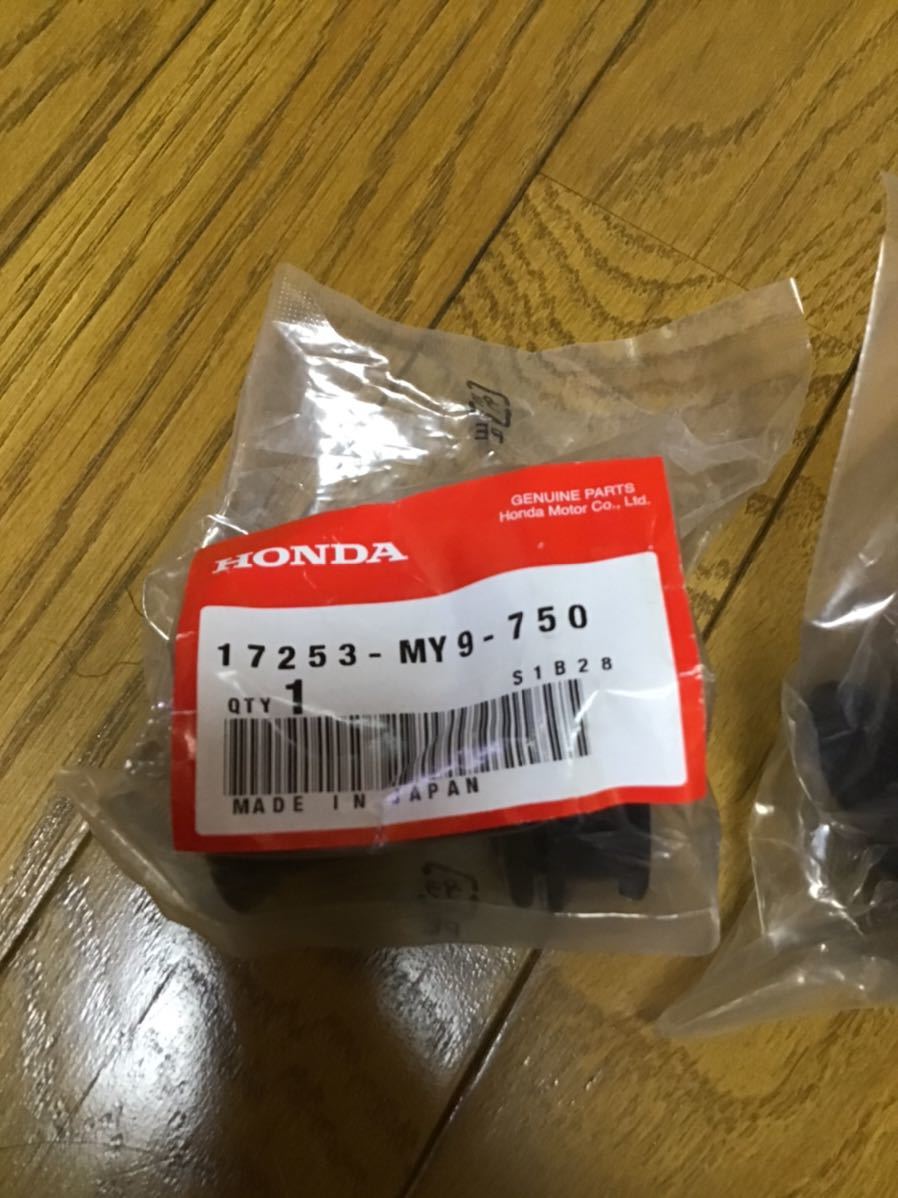 GENUINE PARTS
Honda Motor Co., Ltd.
HONDA
17253-MY9-750
QTY 1
S1B28
MADE IN JAPAN